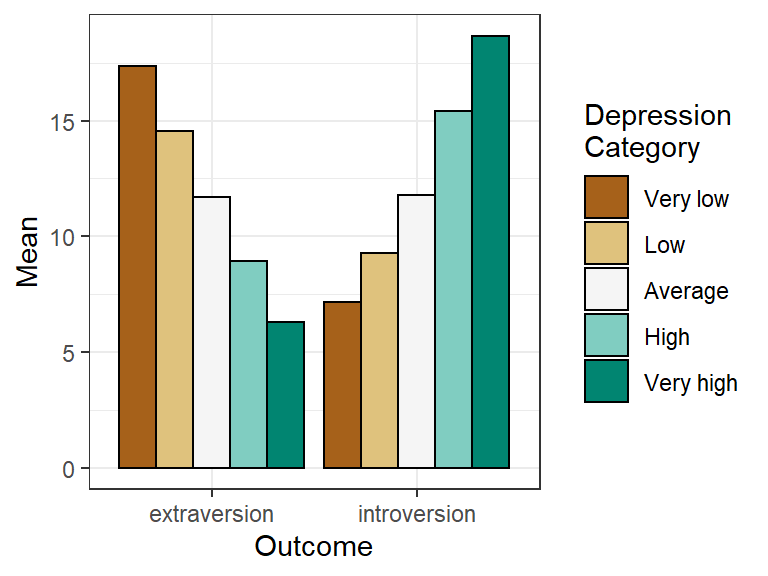 Mean
15
10
5
0
extraversion
introversion
Outcome
Depression
Category
Very low
Low
Average
High
Very high